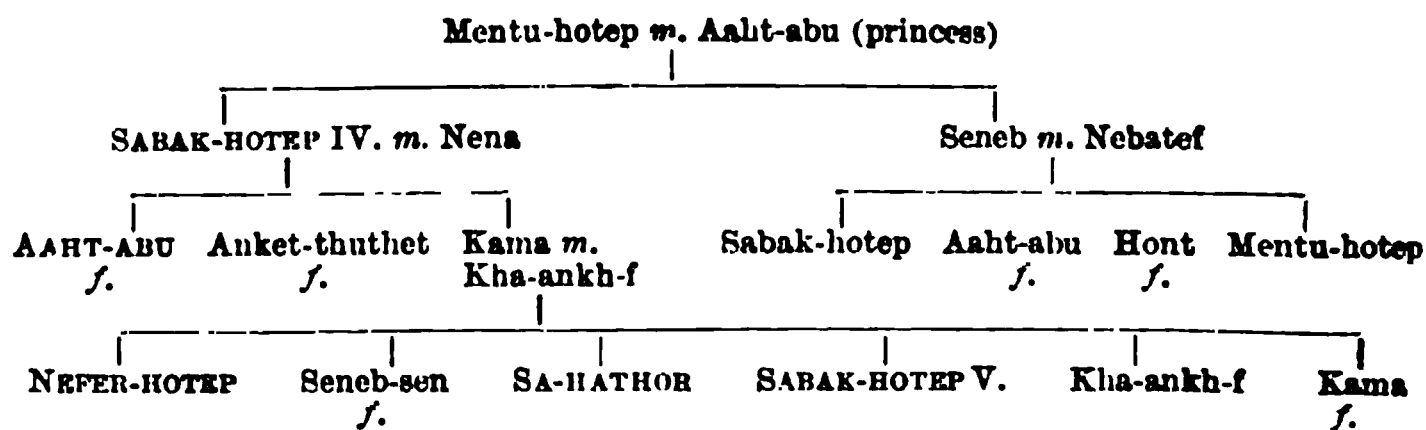 Mentu-hotep m. Aaht-abu (princess)
SABAK-HOTEP IV. m. Nena Seneb m. Nebatef
AAHT-ABU Anket-thuthet Kama m. Sabak-hotep Aaht-abu Hont Mentu-hotep
f. f. Kha-ankh-f f. f.
NEFER-HOTEP Seneb-sen SA-HATHOR SABAK-HOTEP V. Kha-ankh-f Kama
f. f.